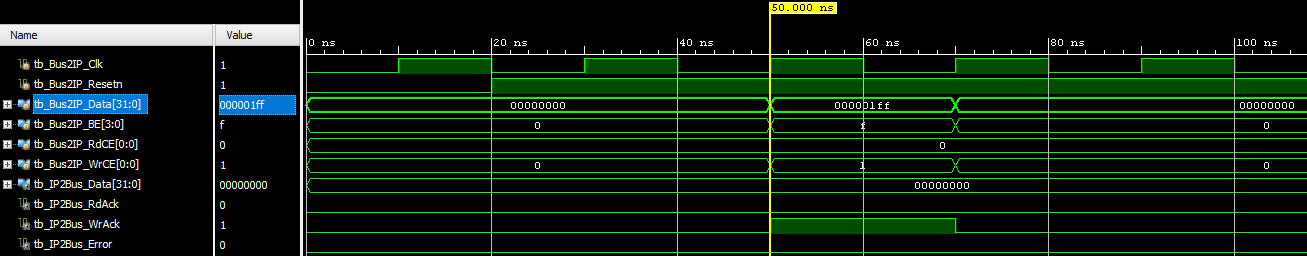 50.000 ns
Name Value
0 ns 20 ns 40 ns 60 ns 80 ns 100 ns
tb_Bus2IP_Clk 1
tb_Bus2IP_Resetn 1
tb_Bus2IP_Data[31:0] 000001ff 00000000 000001ff 00000000
tb_Bus2IP_BE[3:0] f 0 f 0
tb_Bus2IP_RdCE[0:0] 0 0
tb_Bus2IP_WrCE[0:0] 1 0 1 0
tb_IP2Bus_Data[31:0] 00000000 00000000
tb_IP2Bus_RdAck 0
tb_IP2Bus_WrAck 1
tb_IP2Bus_Error 0